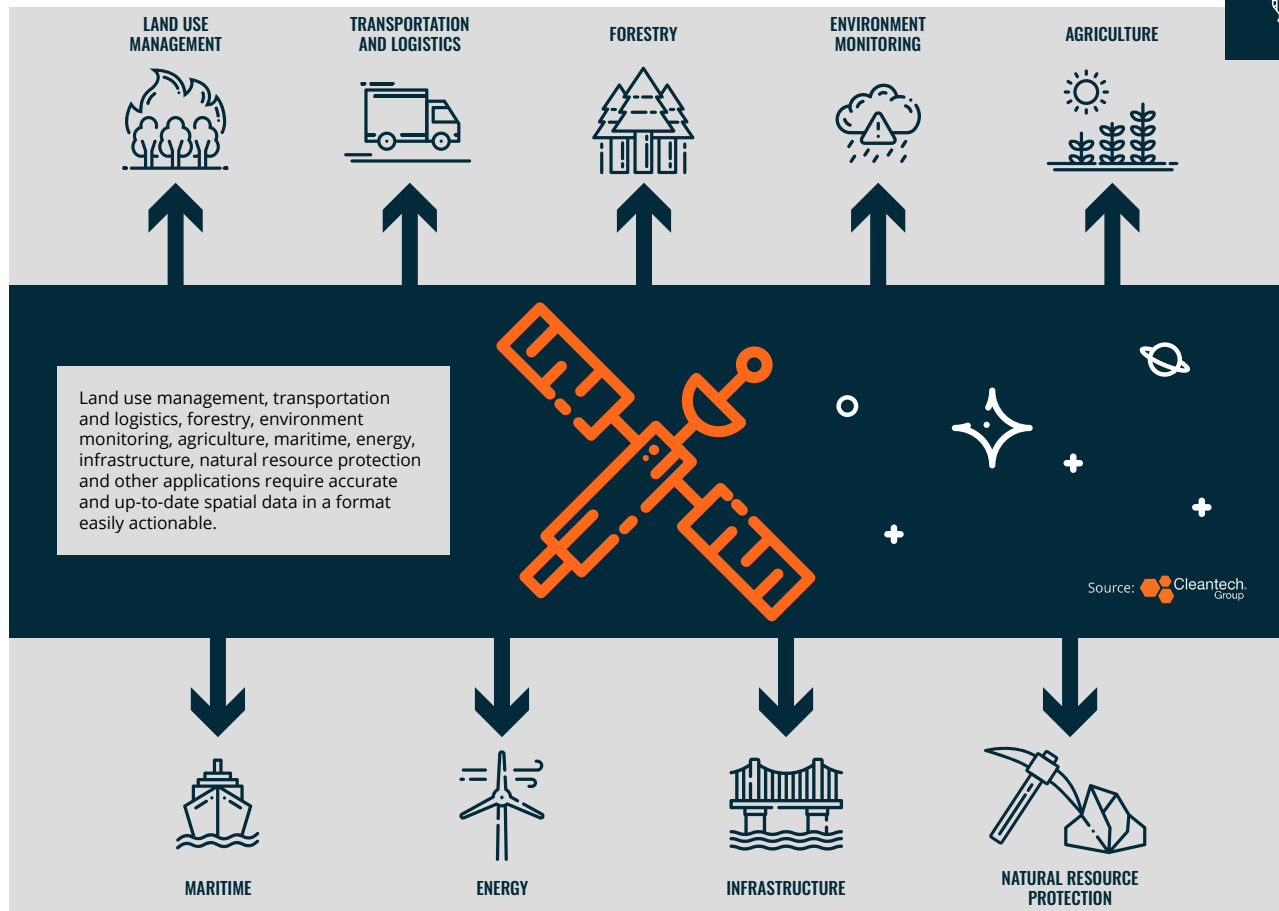 LAND USE
MANAGEMENT
TRANSPORTATION
AND LOGISTICS
FORESTRY
ENVIRONMENT
MONITORING
AGRICULTURE
Land use management, transportation
and logistics, forestry, environment
monitoring, agriculture, maritime, energy,
infrastructure, natural resource protection
and other applications require accurate
and up-to-date spatial data in a format
easily actionable.
Source: Cleantech
Group
MARITIME
ENERGY
INFRASTRUCTURE
NATURAL RESOURCE
PROTECTION